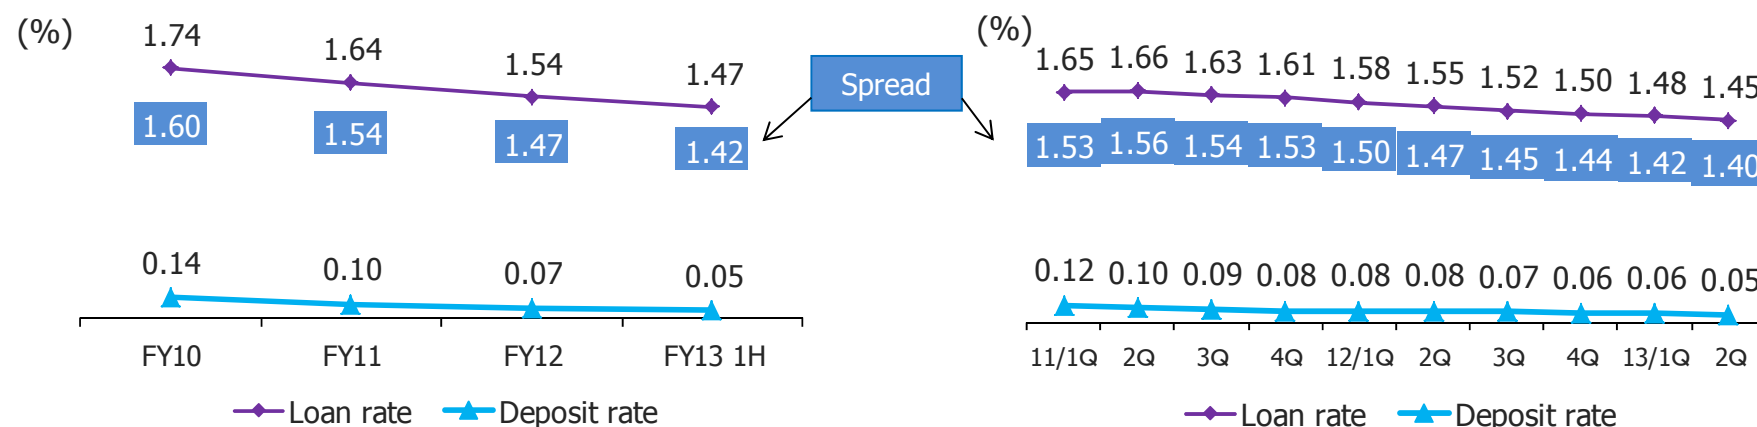 (%)
1.74
1.64
1.54
1.47
1.60
1.54
1.47
1.42
0.14
0.10
0.07
0.05
FY10 FY11 FY12 FY13 1H
Loan rate Deposit rate
Spread
(%)
1.65 1.66 1.63 1.61 1.58 1.55 1.52 1.50 1.48 1.45
1.53 1.56 1.54 1.53 1.50 1.47 1.45 1.44 1.42 1.40
0.12 0.10 0.09 0.08 0.08 0.08 0.07 0.06 0.06 0.05
11/1Q 2Q 3Q 4Q 12/1Q 2Q 3Q 4Q 13/1Q 2Q
Loan rate Deposit rate